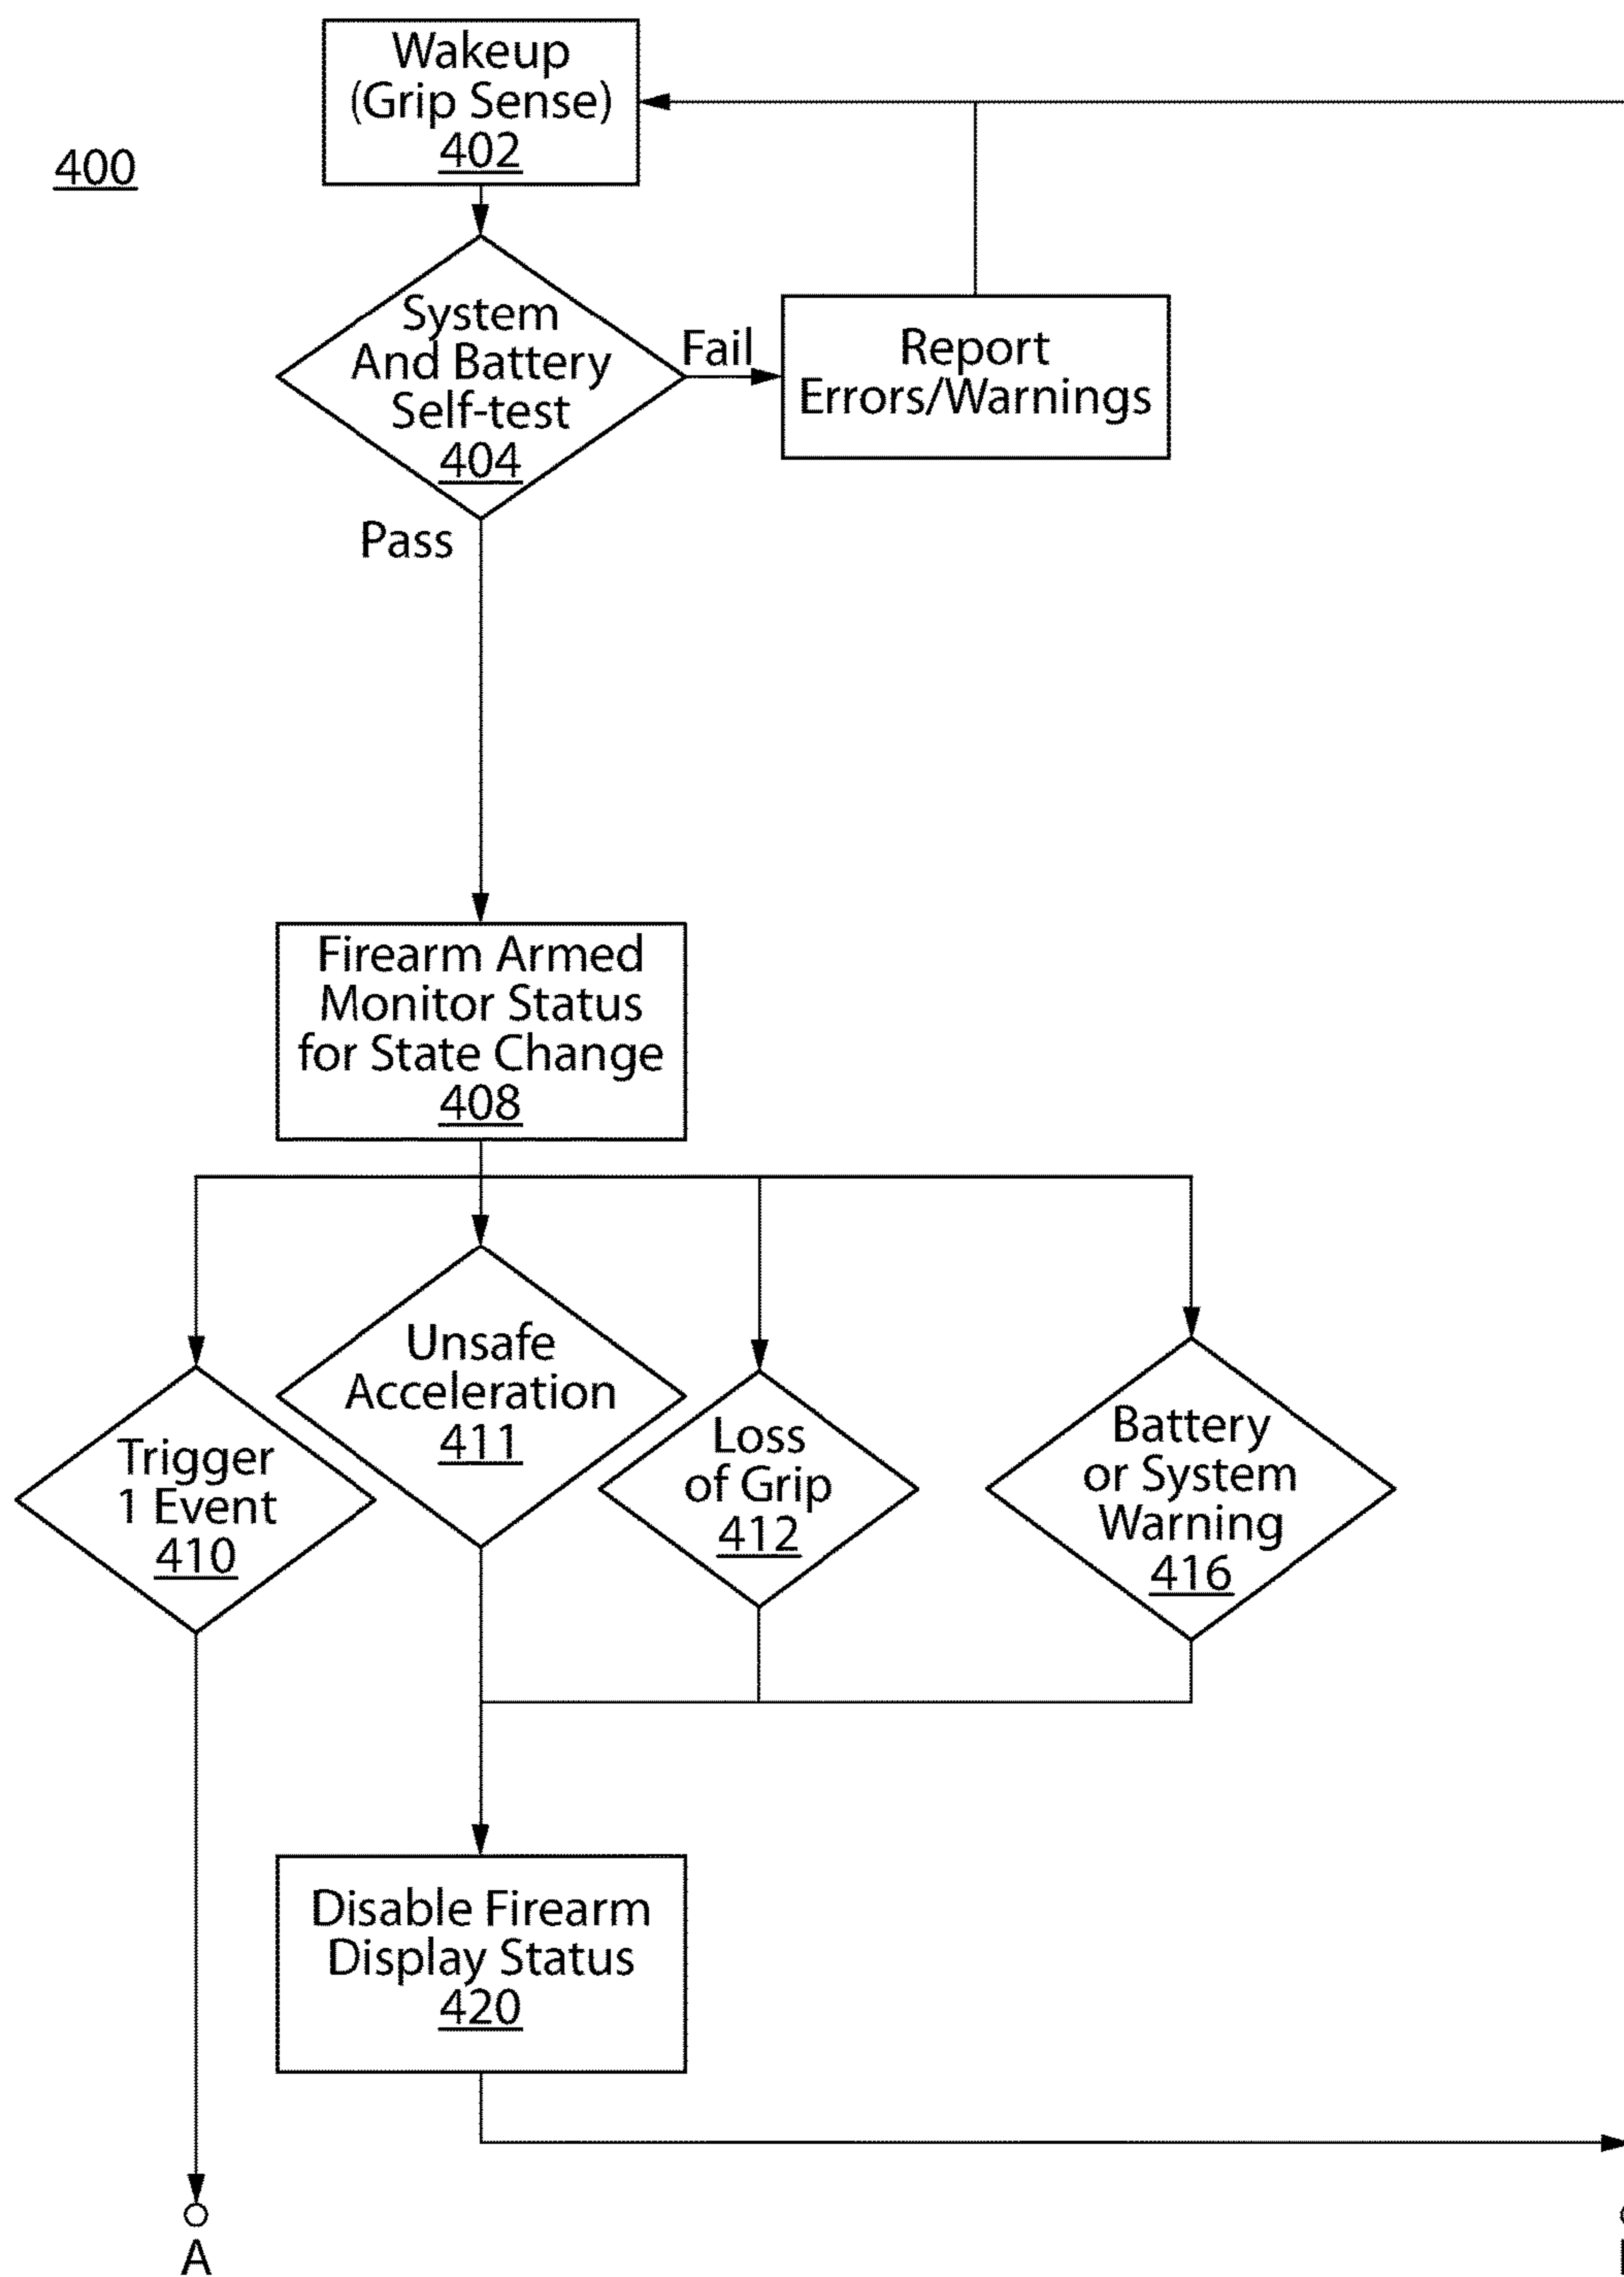 400
Wakeup
(Grip Sense)
402
System
And Battery
Self-test
404
Fail
Report
Errors/Warnings
Pass
Firearm Armed
Monitor Status
for State Change
408
Trigger
1 Event
410
Unsafe
Acceleration
411
Loss
of Grip
412
Battery
or System
Warning
416
Disable Firearm
Display Status
420
A